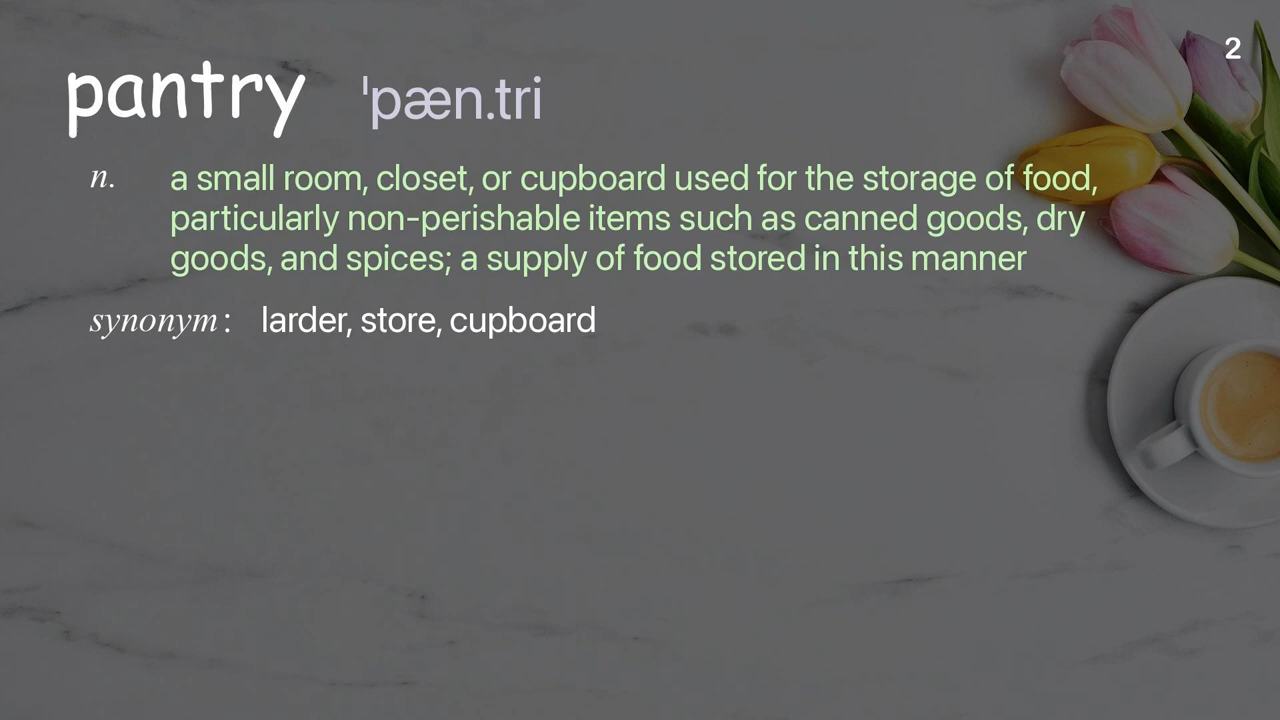 2
pantry ˈpæn.tri
n. a small room, closet, or cupboard used for the storage of food,
particularly non-perishable items such as canned goods, dry
goods, and spices; a supply of food stored in this manner
synonym: larder, store, cupboard